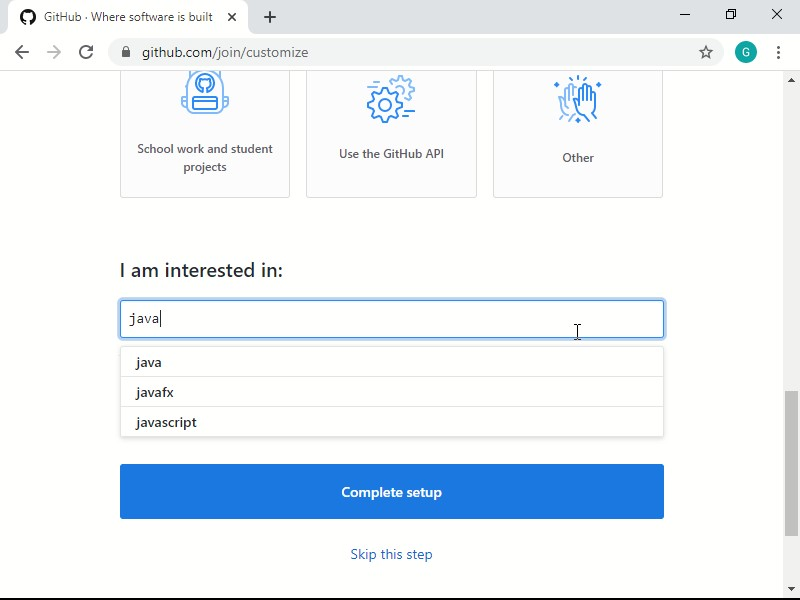 GitHub · Where software is built
github.com/join/customize
G
School work and student
projects
Use the GitHub API
Other
I am interested in:
java
java
javafx
javascript
Complete setup
Skip this step